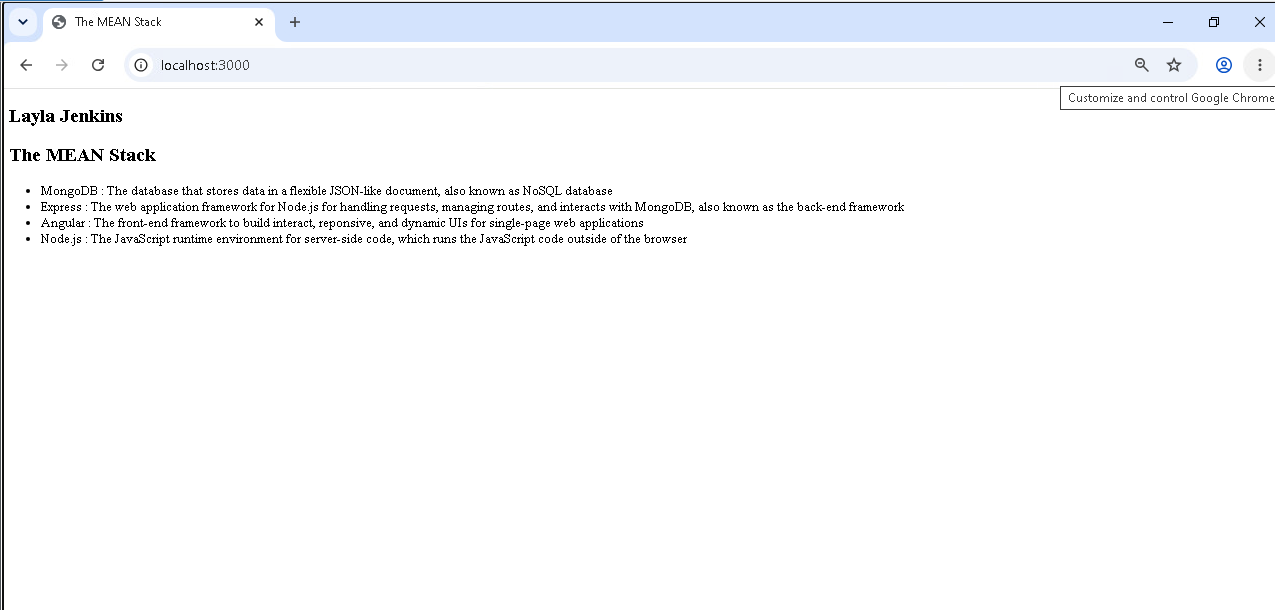 The MEAN Stack
localhost:3000
Customize and control Google Chrome
Layla Jenkins
The MEAN Stack
MongoDB : The database that stores data in a flexible JSON-like document, also known as NoSQL database
Express : The web application framework for Node.js for handling requests, managing routes, and interacts with MongoDB, also known as the back-end framework
Angular : The front-end framework to build interact, reponsive, and dynamic UIs for single-page web applications
Node.js : The JavaScript runtime environment for server-side code, which runs the JavaScript code outside of the browser